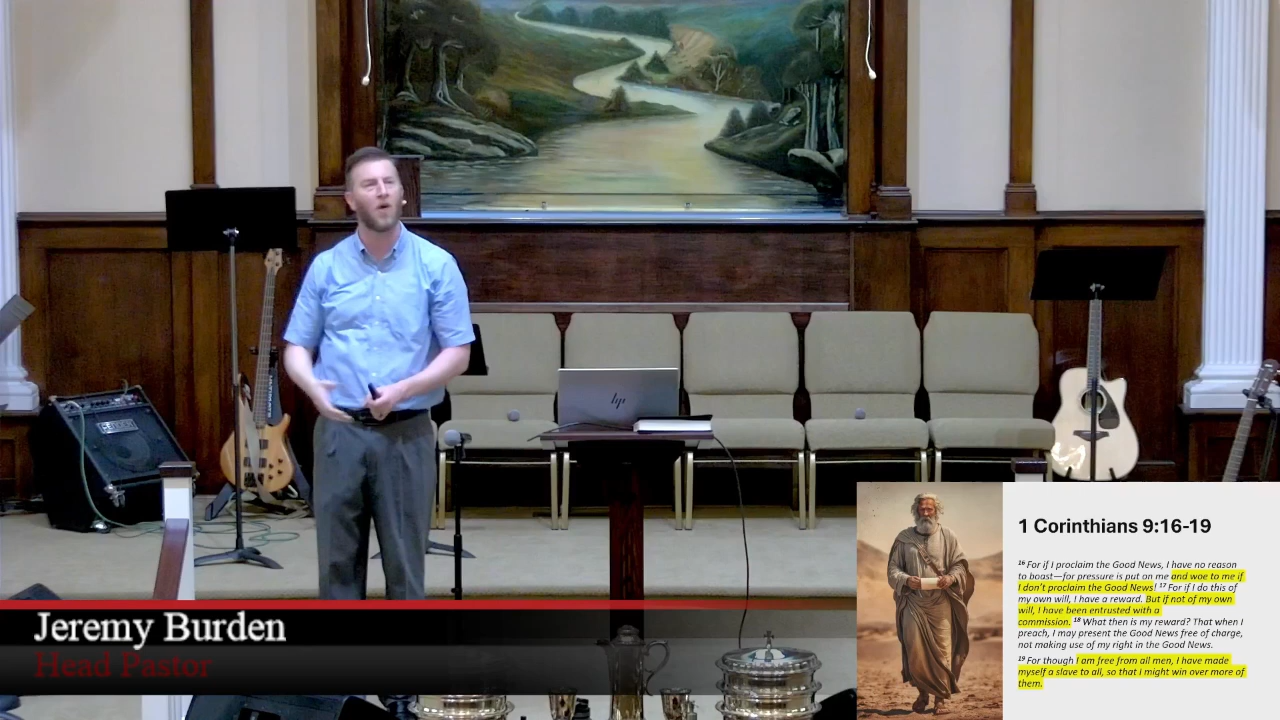 hp
1 Corinthians 9:16-19
16 For if I proclaim the Good News, I have no reason
to boast—for pressure is put on me and woe to me if
I don't proclaim the Good News! 17 For if I do this of
my own will, I have a reward. But if not of my own
will, I have been entrusted with a
commission. 18 What then is my reward? That when I
preach, I may present the Good News free of charge,
not making use of my right in the Good News.
19 For though I am free from all men, I have made
myself a slave to all, so that I might win over more of
them.
Jeremy Burden
Head Pastor